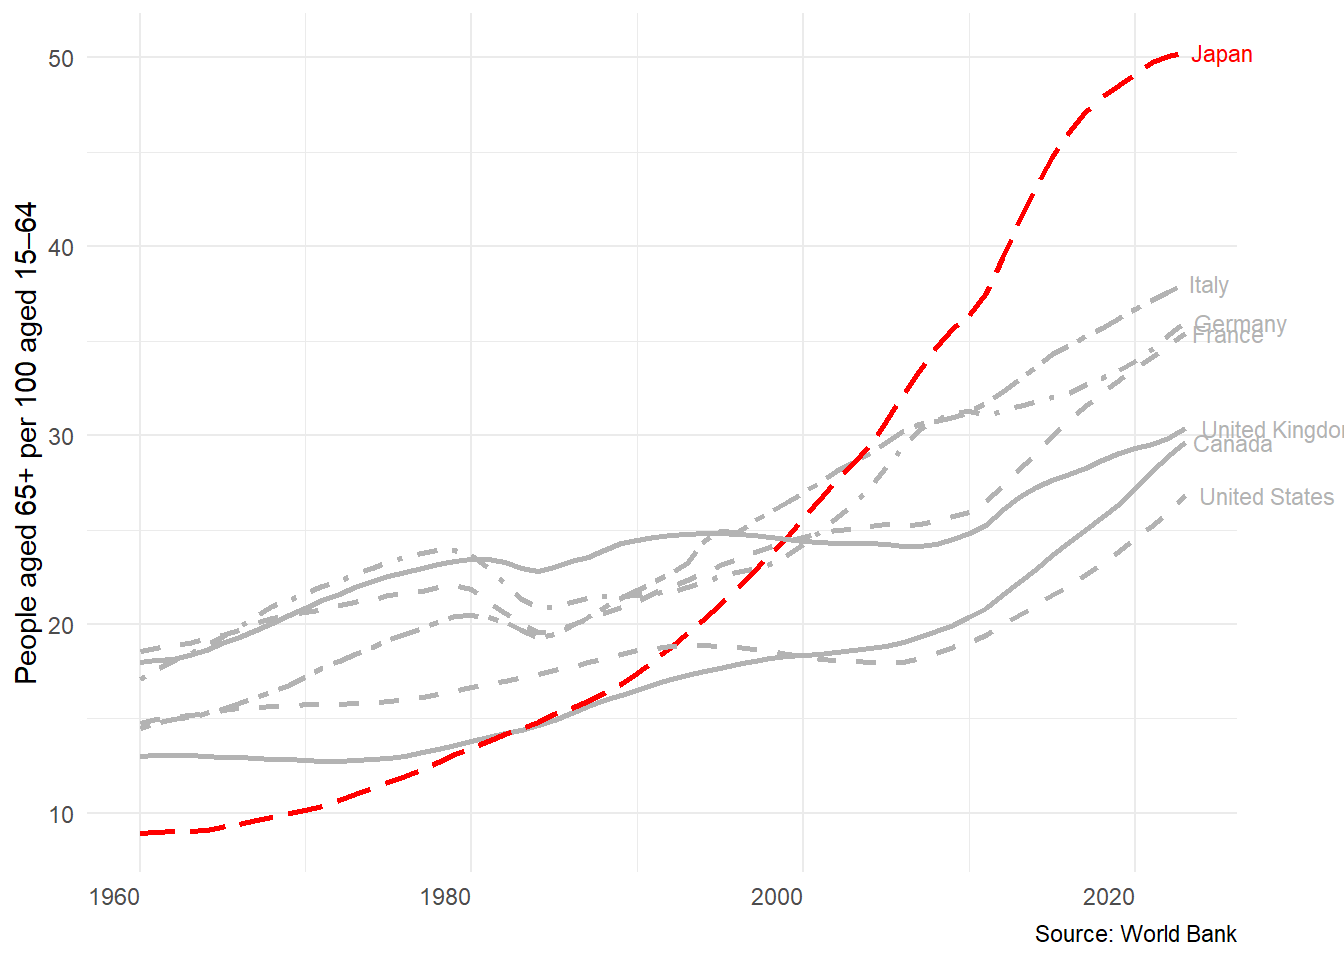 People aged 65+ per 100 aged 15–64
50
40
30
20
10
Japan
Italy
Germany
France
United Kingdom
Canada
United States
1960
1980
2000
2020
Source: World Bank